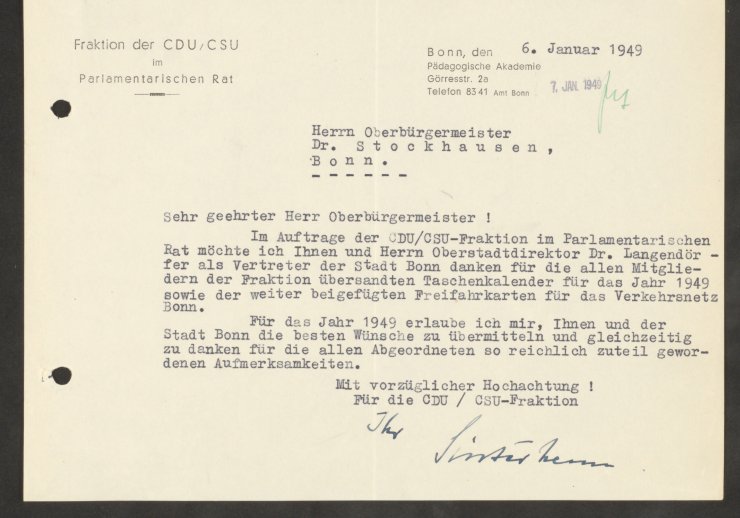 Fraktion der CDU/CSU
im
Parlamentarischen Rat
Bonn, den 6. Januar 1949
Pädagogische Akademie
Görresstr. 2a
Telefon 8341 Amt Bonn
7. JAN. 1949
Herrn Oberbürgermeister
Dr. Stockhausen,
Bonn.
Sehr geehrter Herr Oberbürgermeister !
Im Auftrage der CDU/CSU-Fraktion im Parlamentarischen
Rat möchte ich Ihnen und Herrn Oberstadtdirektor Dr. Langendör -
fer als Vertreter der Stadt Bonn danken für die allen Mitglie-
dern der Fraktion übersandten Taschenkalender für das Jahr 1949
sowie der weiter beigefügten Freifahrkarten für das Verkehrsnetz
Bonn.
Für das Jahr 1949 erlaube ich mir, Ihnen und der
Stadt Bonn die besten Wünsche zu übermitteln und gleichzeitig
zu danken für die allen Abgeordneten so reichlich zuteil gewor-
denen Aufmerksamkeiten.
Mit vorzüglicher Hochachtung !
Für die CDU / CSU-Fraktion
Ihr